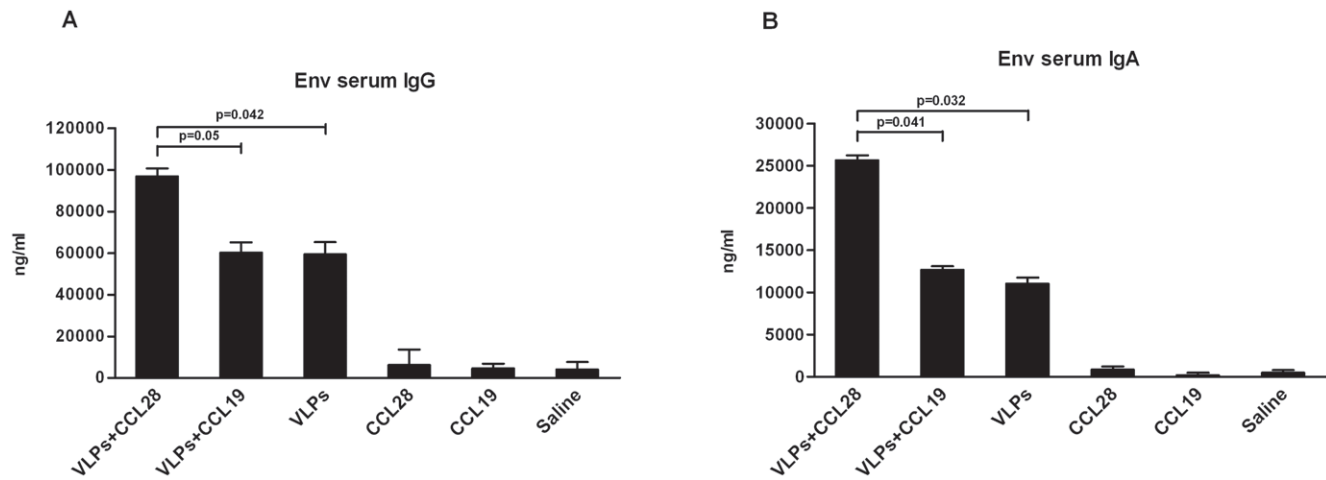 A
Env serum IgG
p=0.042
p=0.05
120000
100000
80000
60000
40000
20000
0
ng/ml
VLPs+CCL28
VLPs+CCL19
VLPs
CCL28
CCL19
Saline
B
Env serum IgA
p=0.032
p=0.041
30000
25000
20000
15000
10000
5000
0
ng/ml
VLPs+CCL28
VLPs+CCL19
VLPs
CCL28
CCL19
Saline